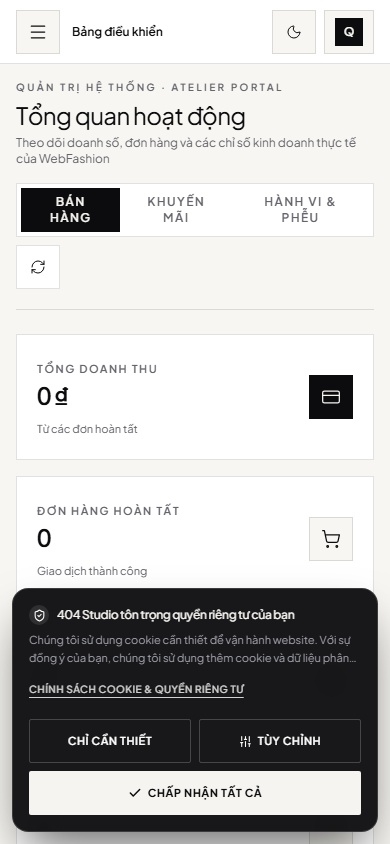 Bảng điều khiển
Q
QUẢN TRỊ HỆ THỐNG · ATELIER PORTAL
Tổng quan hoạt động
Theo dõi doanh số, đơn hàng và các chỉ số kinh doanh thực tế
của WebFashion
BÁN
HÀNG
KHUYẾN
MÃI
HÀNH VI &
PHỄU
TỔNG DOANH THU
0 ₫
Từ các đơn hoàn tất
ĐƠN HÀNG HOÀN TẤT
0
Giao dịch thành công
404 Studio tôn trọng quyền riêng tư của bạn
Chúng tôi sử dụng cookie cần thiết để vận hành website. Với sự
đồng ý của bạn, chúng tôi sử dụng thêm cookie và dữ liệu phân...
CHÍNH SÁCH COOKIE & QUYỀN RIÊNG TƯ
CHỈ CẦN THIẾT
TÙY CHỈNH
CHẤP NHẬN TẤT CẢ